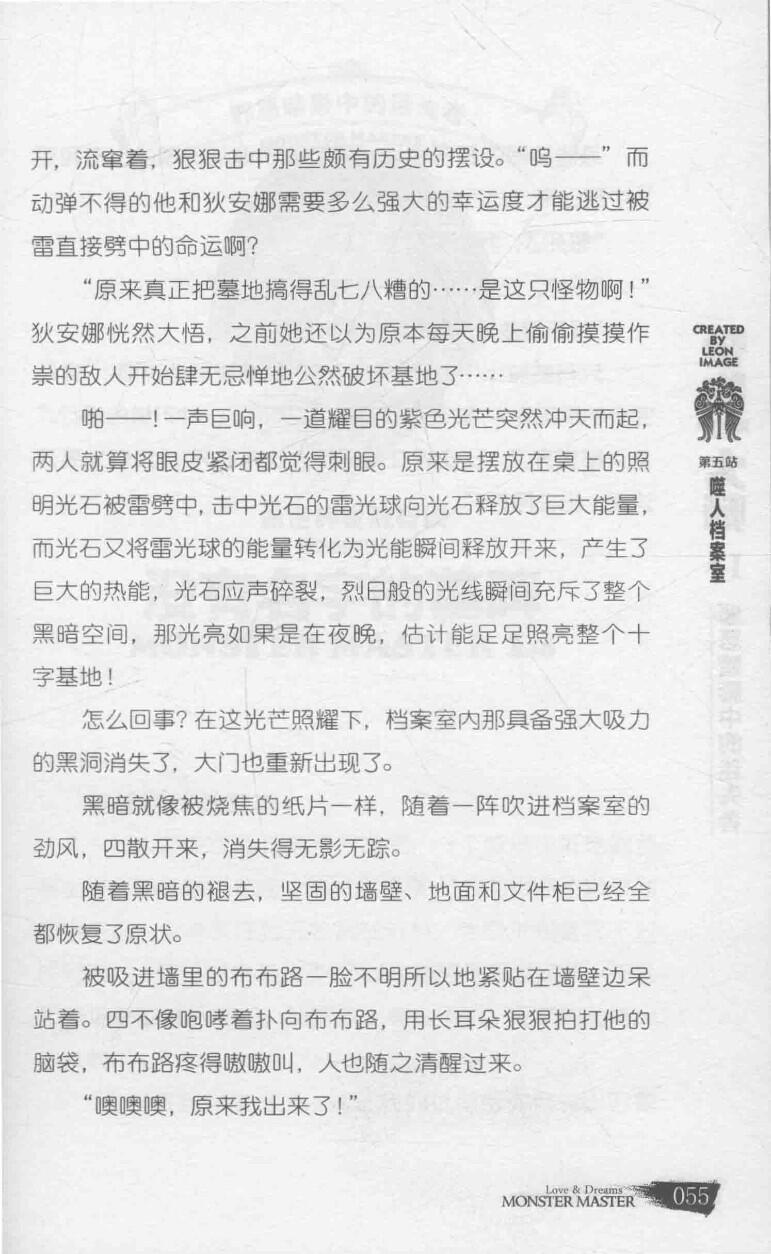 开，流窜着，狠狠击中那些颇有历史的摆设。“呜——”而
动弹不得的他和狄安娜需要多么强大的幸运度才能逃过被
雷直接劈中的命运啊？
“原来真正把墓地搞得乱七八糟的……是这只怪物啊！”
狄安娜恍然大悟，之前她还以为原本每天晚上偷偷摸摸作
祟的敌人开始肆无忌惮地公然破坏基地了……
啪——！一声巨响，一道耀目的紫色光芒突然冲天而起，
两人就算将眼皮紧闭都觉得刺眼。原来是摆放在桌上的照
明光石被雷劈中，击中光石的雷光球向光石释放了巨大能量，
而光石又将雷光球的能量转化为光能瞬间释放开来，产生了
巨大的热能，光石应声碎裂，烈日般的光线瞬间充斥了整个
黑暗空间，那光亮如果是在夜晚，估计能足足照亮整个十
字基地！
怎么回事？在这光芒照耀下，档案室内那具备强大吸力
的黑洞消失了，大门也重新出现了。
黑暗就像被烧焦的纸片一样，随着一阵吹进档案室的
劲风，四散开来，消失得无影无踪。
随着黑暗的褪去，坚固的墙壁、地面和文件柜已经全
都恢复了原状。
被吸进墙里的布布路一脸不明所以地紧贴在墙壁边呆
站着。四不像咆哮着扑向布布路，用长耳朵狠狠拍打他的
脑袋，布布路疼得嗷嗷叫，人也随之清醒过来。
“噢噢噢，原来我出来了！”
CREATED
BY
LEON
IMAGE
第五站
噬人档案室
Love & Dreams
MONSTER MASTER
055